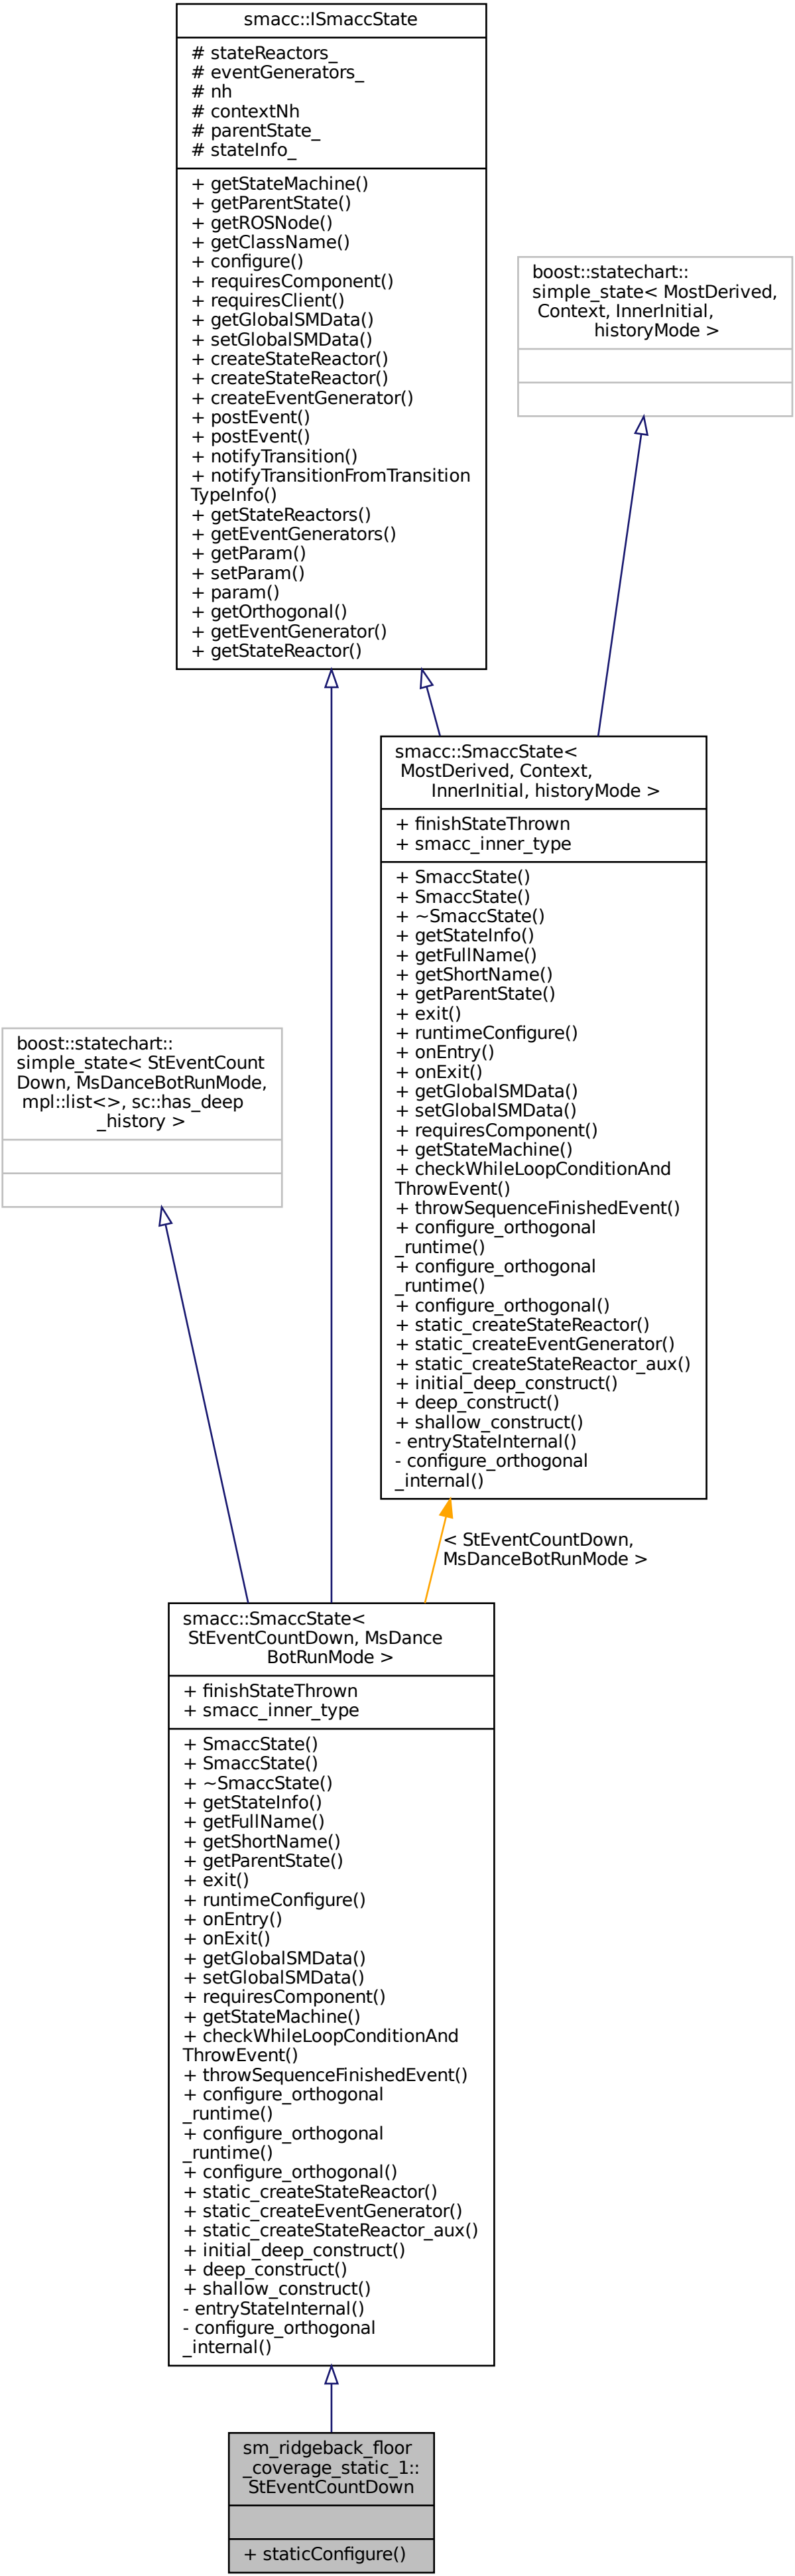 smacc::ISmaccState
# stateReactors_
# eventGenerators_
# nh
# contextNh
# parentState_
# stateInfo_
+ getStateMachine()
+ getParentState()
+ getROSNode()
+ getClassName()
+ configure()
+ requiresComponent()
+ requiresClient()
+ getGlobalSMData()
+ setGlobalSMData()
+ createStateReactor()
+ createStateReactor()
+ createEventGenerator()
+ postEvent()
+ postEvent()
+ notifyTransition()
+ notifyTransitionFromTransition
TypeInfo()
+ getStateReactors()
+ getEventGenerators()
+ getParam()
+ setParam()
+ param()
+ getOrthogonal()
+ getEventGenerator()
+ getStateReactor()
boost::statechart::
simple_state< MostDerived,
Context, InnerInitial,
historyMode >
smacc::SmaccState<
MostDerived, Context,
InnerInitial, historyMode >
+ finishStateThrown
+ smacc_inner_type
+ SmaccState()
+ SmaccState()
+ ~SmaccState()
+ getStateInfo()
+ getFullName()
+ getShortName()
+ getParentState()
+ exit()
+ runtimeConfigure()
+ onEntry()
+ onExit()
+ getGlobalSMData()
+ setGlobalSMData()
+ requiresComponent()
+ getStateMachine()
+ checkWhileLoopConditionAnd
ThrowEvent()
+ throwSequenceFinishedEvent()
+ configure_orthogonal
_runtime()
+ configure_orthogonal
_runtime()
+ configure_orthogonal()
+ static_createStateReactor()
+ static_createEventGenerator()
+ static_createStateReactor_aux()
+ initial_deep_construct()
+ deep_construct()
+ shallow_construct()
- entryStateInternal()
- configure_orthogonal
_internal()
boost::statechart::
simple_state< StEventCount
Down, MsDanceBotRunMode,
mpl::list<>, sc::has_deep
_history >
< StEventCountDown,
MsDanceBotRunMode >
smacc::SmaccState<
StEventCountDown, MsDance
BotRunMode >
+ finishStateThrown
+ smacc_inner_type
+ SmaccState()
+ SmaccState()
+ ~SmaccState()
+ getStateInfo()
+ getFullName()
+ getShortName()
+ getParentState()
+ exit()
+ runtimeConfigure()
+ onEntry()
+ onExit()
+ getGlobalSMData()
+ setGlobalSMData()
+ requiresComponent()
+ getStateMachine()
+ checkWhileLoopConditionAnd
ThrowEvent()
+ throwSequenceFinishedEvent()
+ configure_orthogonal
_runtime()
+ configure_orthogonal
_runtime()
+ configure_orthogonal()
+ static_createStateReactor()
+ static_createEventGenerator()
+ static_createStateReactor_aux()
+ initial_deep_construct()
+ deep_construct()
+ shallow_construct()
- entryStateInternal()
- configure_orthogonal
_internal()
sm_ridgeback_floor
_coverage_static_1::
StEventCountDown
+ staticConfigure()